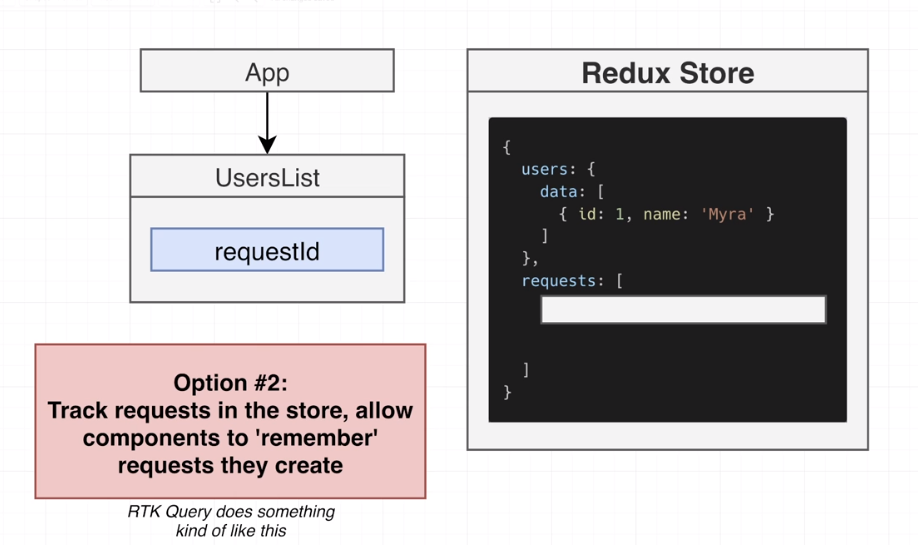 App
UsersList
requestId
Option #2:
Track requests in the store, allow
components to 'remember'
requests they create
RTK Query does something
kind of like this
Redux Store
{
users: {
data: [
{ id: 1, name: 'Myra' }
]
},
requests: [
]
}